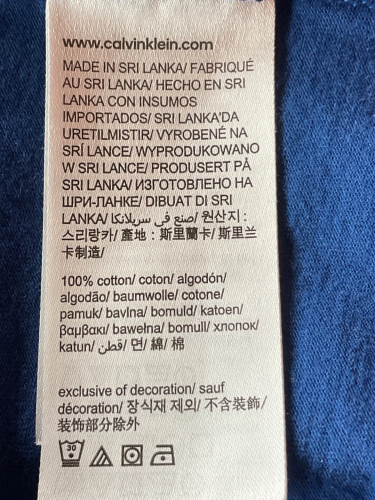 www.calvinklein.com
MADE IN SRI LANKA/ FABRIQUÉ
AU SRI LANKA/ HECHO EN SRI
LANKA CON INSUMOS
IMPORTADOS/ SRI LANKA'DA
URETILMISTIR/ VYROBENÉ NA
SRÍ LANCE/ WYPRODUKOWANO
W SRI LANCE/ PRODUSERT PÅ
SRI LANKA/ ИЗГОТОВЛЕНО НА
ШРИ-ЛАНКЕ/ DIBUAT DI SRI
LANKA/ صنع في سريلانكا/ 원산지 :
스리랑카/ 產地：斯里蘭卡/ 斯里兰
卡制造/
100% cotton/ coton/ algodón/
algodão/ baumwolle/ cotone/
pamuk/ bavlna/ bomuld/ katoen/
βαμβακι/ bawełna/ bomull/ хлопок/
katun/ قطن/ 면/ 綿/ 棉
exclusive of decoration/ sauf
décoration/ 장식재 제외/ 不含裝飾/
装饰部分除外
30